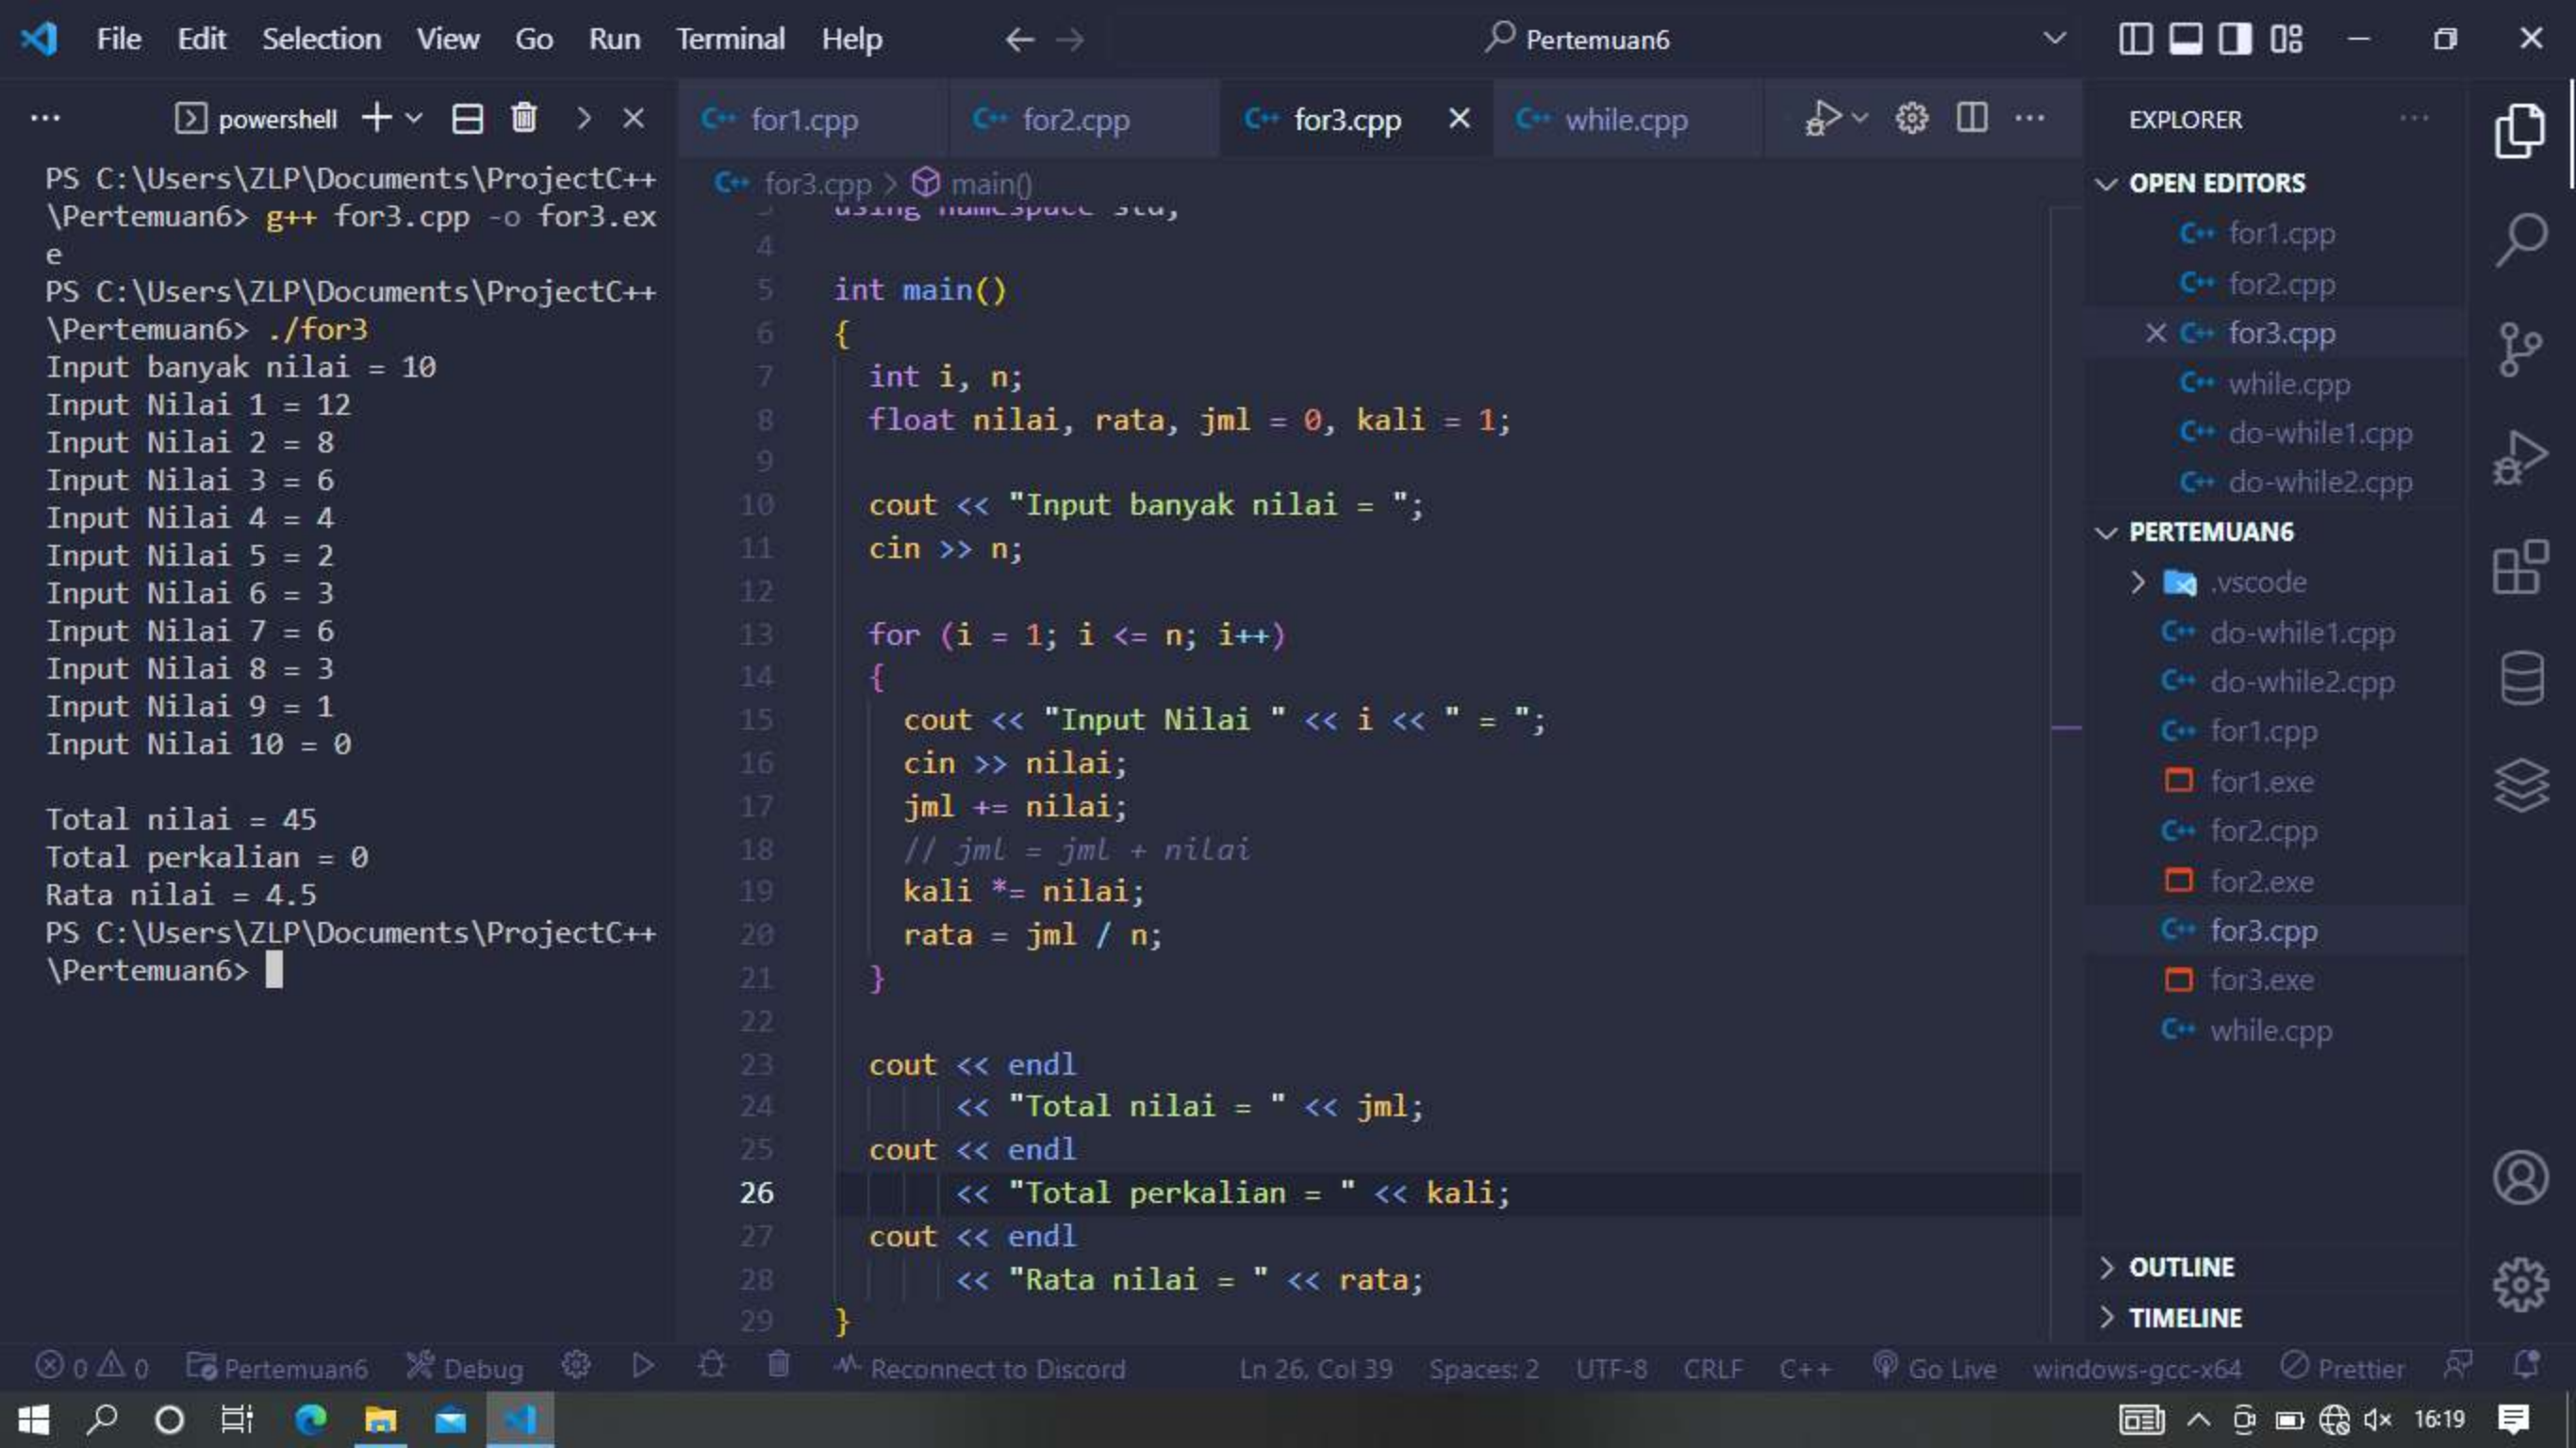 File Edit Selection View Go Run Terminal Help
Pertemuan6
powershell
PS C:\Users\ZLP\Documents\ProjectC++
\Pertemuan6> g++ for3.cpp -o for3.ex
e
PS C:\Users\ZLP\Documents\ProjectC++
\Pertemuan6> ./for3
Input banyak nilai = 10
Input Nilai 1 = 12
Input Nilai 2 = 8
Input Nilai 3 = 6
Input Nilai 4 = 4
Input Nilai 5 = 2
Input Nilai 6 = 3
Input Nilai 7 = 6
Input Nilai 8 = 3
Input Nilai 9 = 1
Input Nilai 10 = 0
Total nilai = 45
Total perkalian = 0
Rata nilai = 4.5
PS C:\Users\ZLP\Documents\ProjectC++
\Pertemuan6>
for1.cpp for2.cpp for3.cpp while.cpp
for3.cpp > main()
3 using namespace std;
4
5 int main()
6 {
7 int i, n;
8 float nilai, rata, jml = 0, kali = 1;
9
10 cout << "Input banyak nilai = ";
11 cin >> n;
12
13 for (i = 1; i <= n; i++)
14 {
15 cout << "Input Nilai " << i << " = ";
16 cin >> nilai;
17 jml += nilai;
18 // jml = jml + nilai
19 kali *= nilai;
20 rata = jml / n;
21 }
22
23 cout << endl
24 << "Total nilai = " << jml;
25 cout << endl
26 << "Total perkalian = " << kali;
27 cout << endl
28 << "Rata nilai = " << rata;
29 }
EXPLORER
OPEN EDITORS
for1.cpp
for2.cpp
for3.cpp
while.cpp
do-while1.cpp
do-while2.cpp
PERTEMUAN6
.vscode
do-while1.cpp
do-while2.cpp
for1.cpp
for1.exe
for2.cpp
for2.exe
for3.cpp
for3.exe
while.cpp
OUTLINE
TIMELINE
0 0 Pertemuan6 Debug Reconnect to Discord Ln 26, Col 39 Spaces: 2 UTF-8 CRLF C++ Go Live windows-gcc-x64 Prettier
16:19